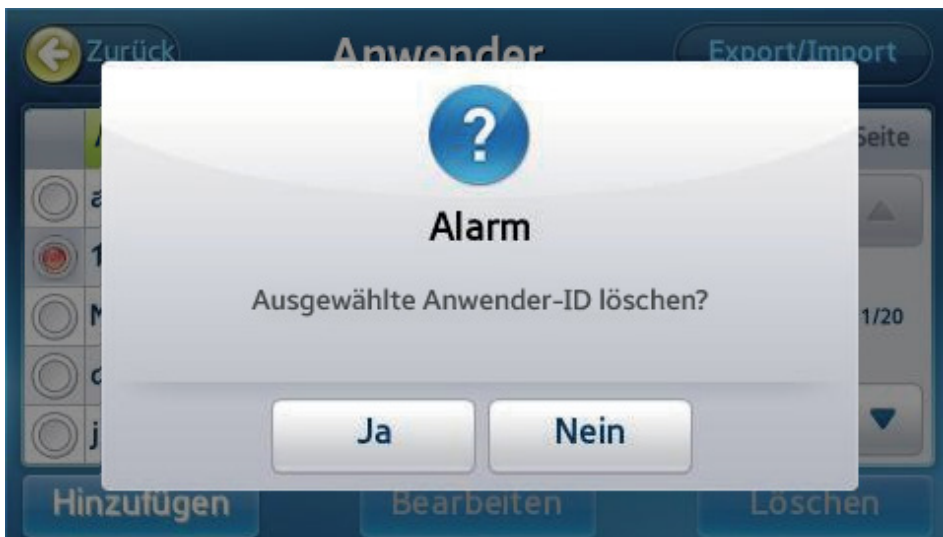 Zurück
Anwender
Export/Import
Seite
Alarm
Ausgewählte Anwender-ID löschen?
1/20
Ja
Nein
Hinzufügen
Bearbeiten
Löschen